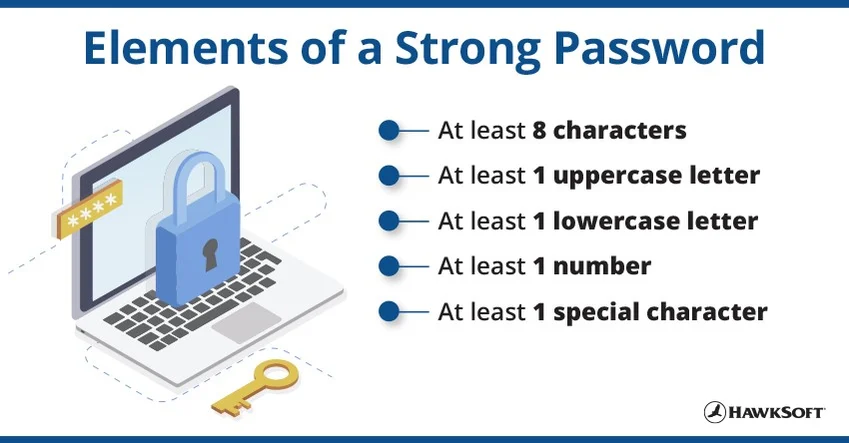 Elements of a Strong Password
At least 8 characters
At least 1 uppercase letter
At least 1 lowercase letter
At least 1 number
At least 1 special character
****
HAWKSOFT